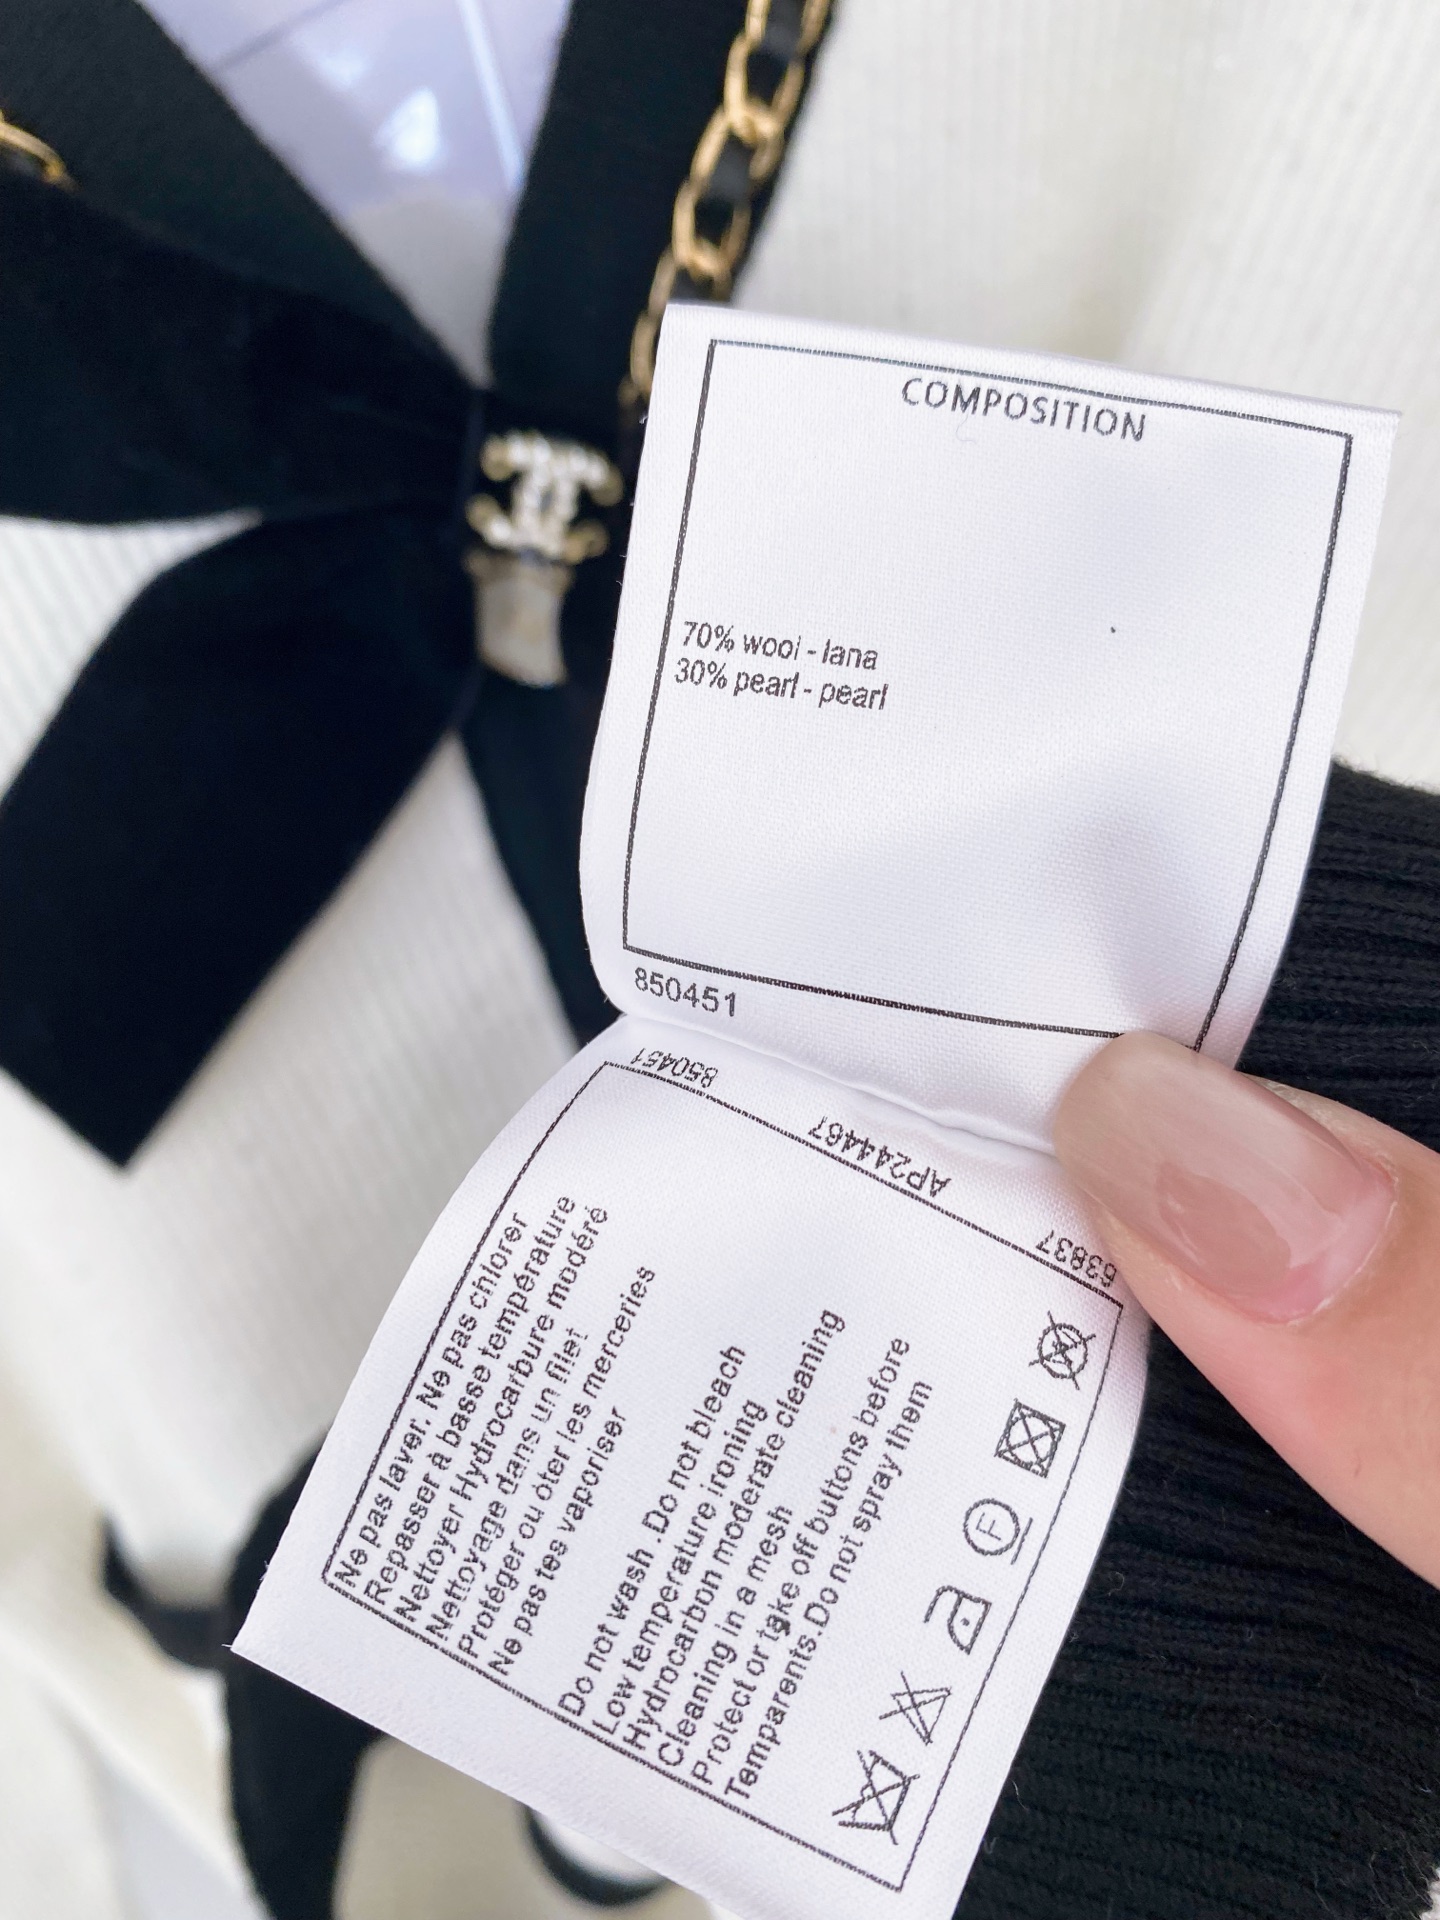 COMPOSITION
70% wool - lana
30% pearl - pearl
850451
850451
AP244467
63837
Ne pas laver. Ne pas chlorer
Repasser à basse température
Nettoyer Hydrocarbure modéré
Nettoyage dans un filet
Protéger ou ôter les merceries
Ne pas tes vaporiser
Do not wash .Do not bleach
Low temperature ironing
Hydrocarbon moderate cleaning
Cleaning in a mesh
Protect or take off buttons before
Temparents.Do not spray them
F